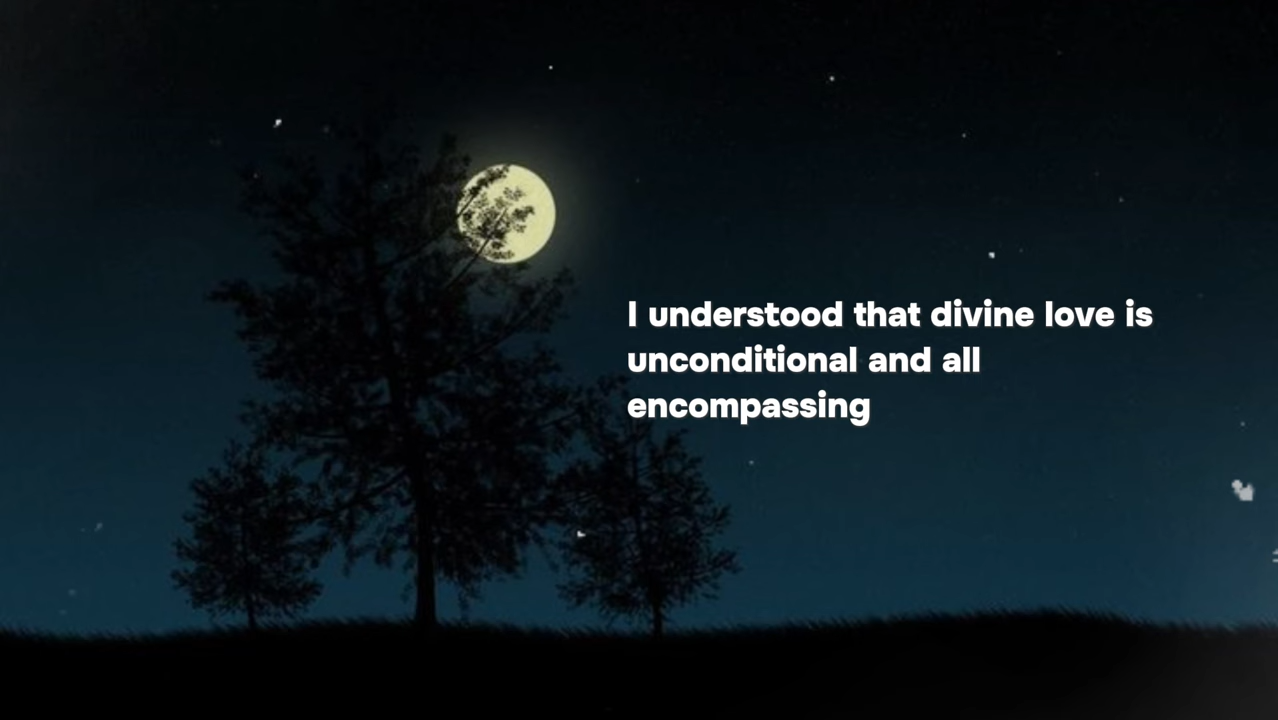 I understood that divine love is
unconditional and all
encompassing